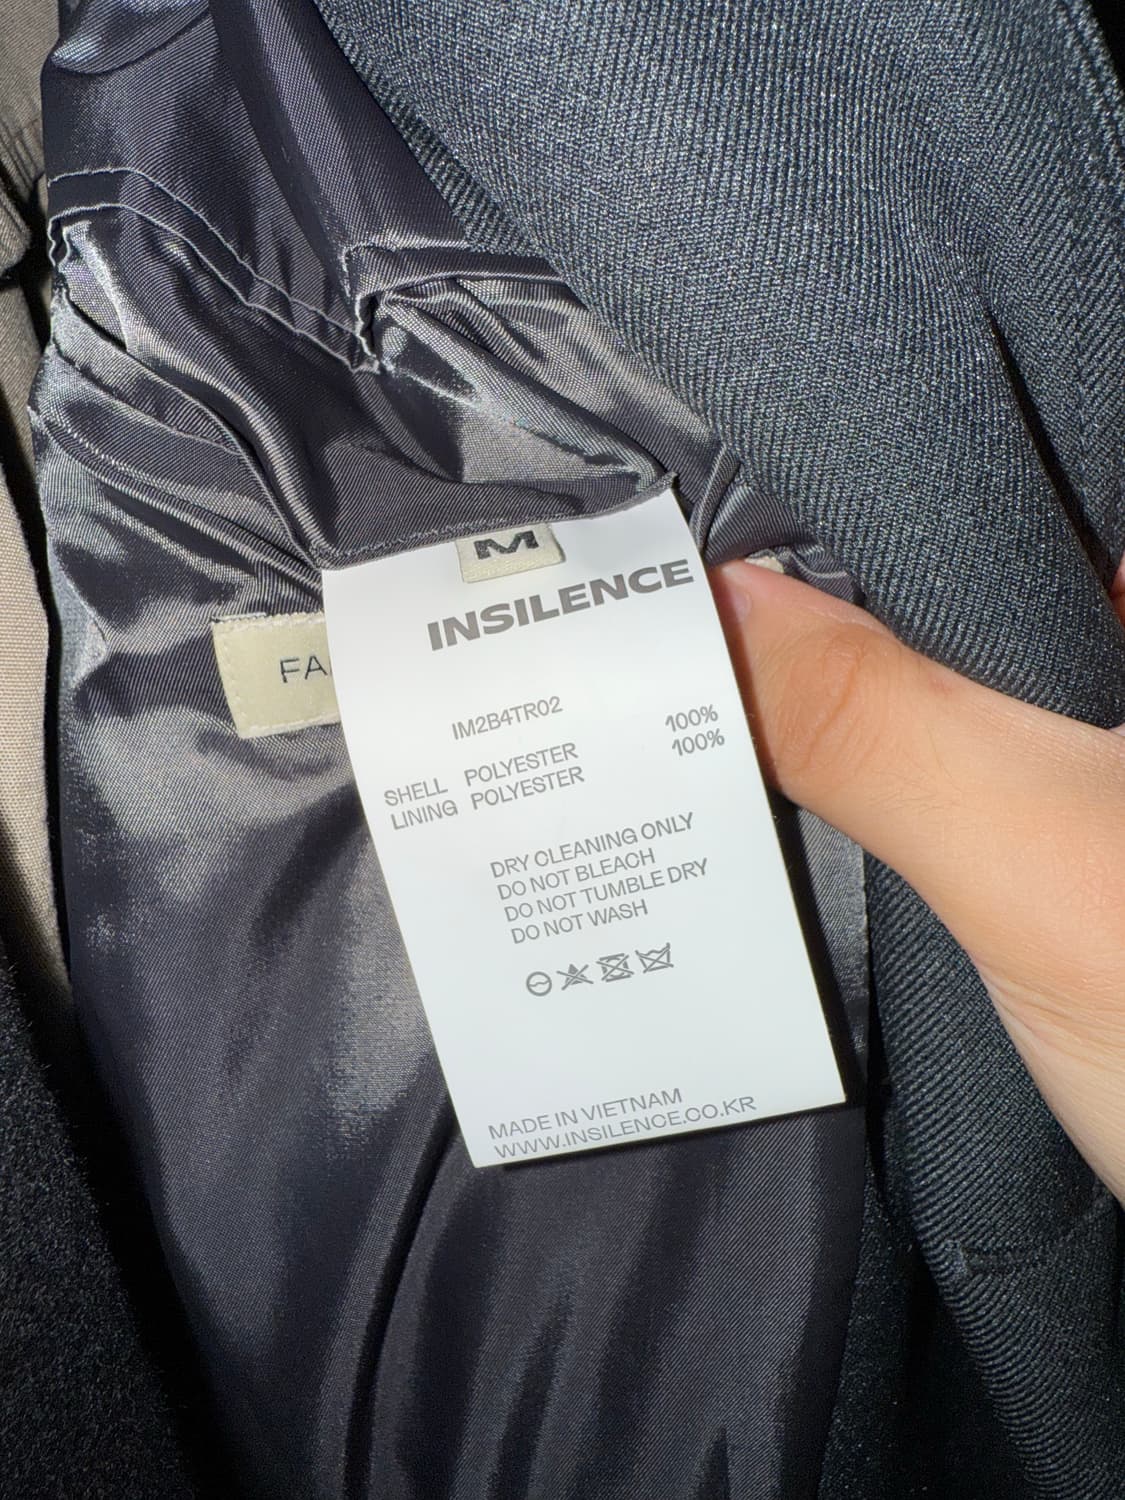 M
INSILENCE
FA
IM2B4TR02
SHELL POLYESTER 100%
LINING POLYESTER 100%
DRY CLEANING ONLY
DO NOT BLEACH
DO NOT TUMBLE DRY
DO NOT WASH
MADE IN VIETNAM
WWW.INSILENCE.CO.KR